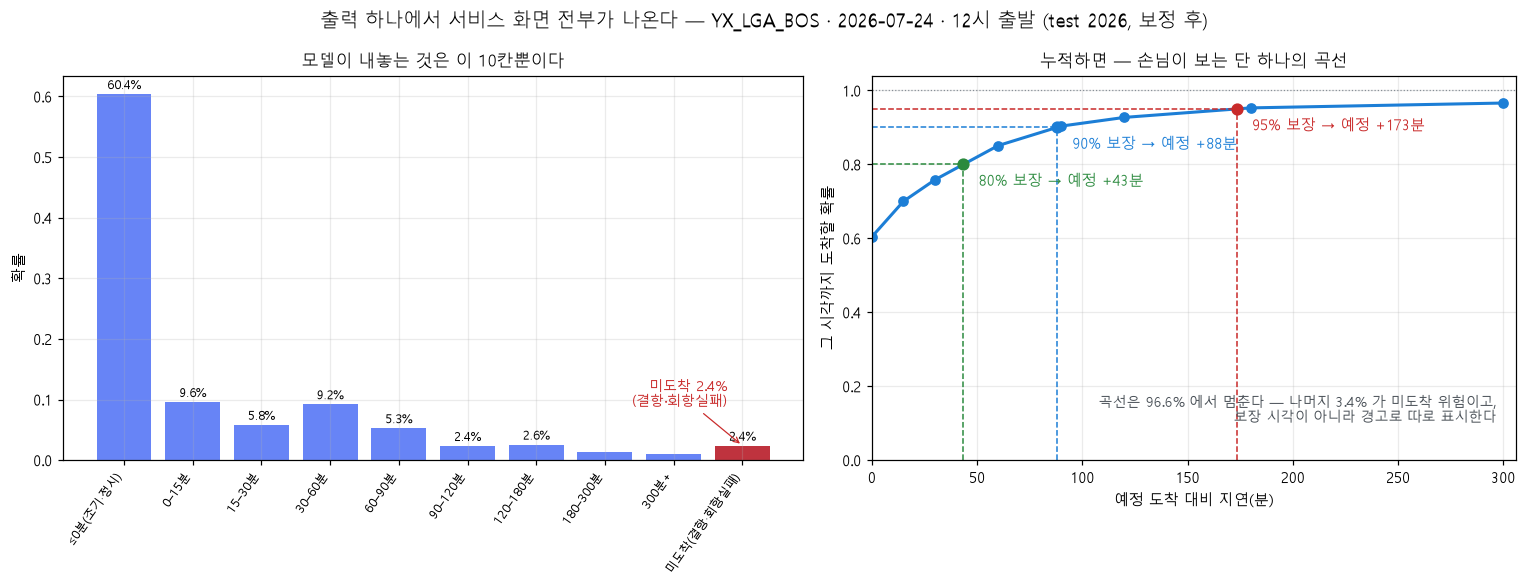 출력 하나에서 서비스 화면 전부가 나온다 — YX_LGA_BOS · 2026-07-24 · 12시 출발 (test 2026, 보정 후)
모델이 내놓는 것은 이 10칸뿐이다
확률
0.6
0.5
0.4
0.3
0.2
0.1
0.0
60.4%
9.6%
5.8%
9.2%
5.3%
2.4%
2.6%
2.4%
미도착 2.4%
(결항·회항실패)
≤0분(조기·정시)
0–15분
15–30분
30–60분
60–90분
90–120분
120–180분
180–300분
300분+
미도착(결항·회항실패)
누적하면 — 손님이 보는 단 하나의 곡선
그 시각까지 도착할 확률
1.0
0.8
0.6
0.4
0.2
0.0
95% 보장 → 예정 +173분
90% 보장 → 예정 +88분
80% 보장 → 예정 +43분
곡선은 96.6% 에서 멈춘다 — 나머지 3.4% 가 미도착 위험이고,
보장 시각이 아니라 경고로 따로 표시한다
0
50
100
150
200
250
300
예정 도착 대비 지연(분)